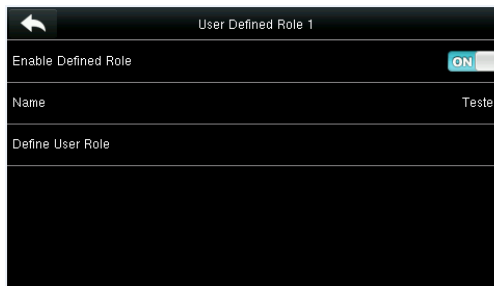 User Defined Role 1
Enable Defined Role ON
Name Teste
Define User Role